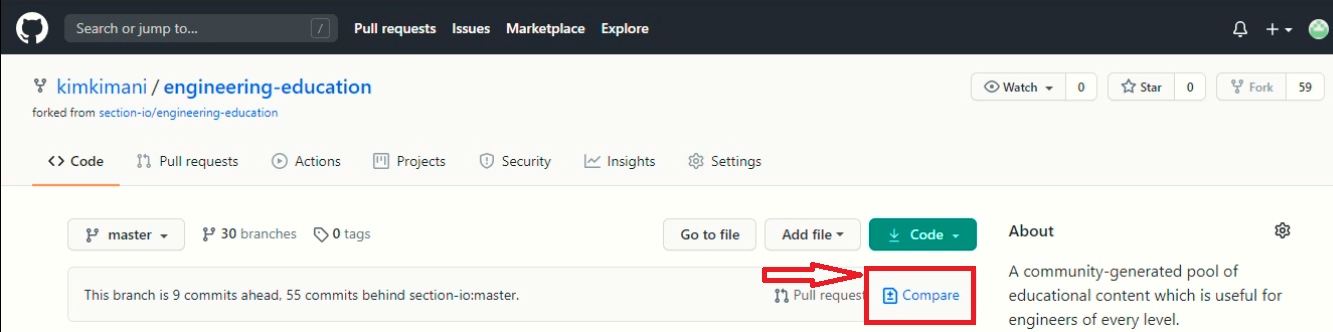 Search or jump to... / Pull requests Issues Marketplace Explore
kimkimani / engineering-education Watch 0 Star 0 Fork 59
forked from section-io/engineering-education
Code Pull requests Actions Projects Security Insights Settings
master 30 branches 0 tags Go to file Add file Code About
A community-generated pool of
This branch is 9 commits ahead, 55 commits behind section-io:master. Pull request Compare educational content which is useful for
engineers of every level.